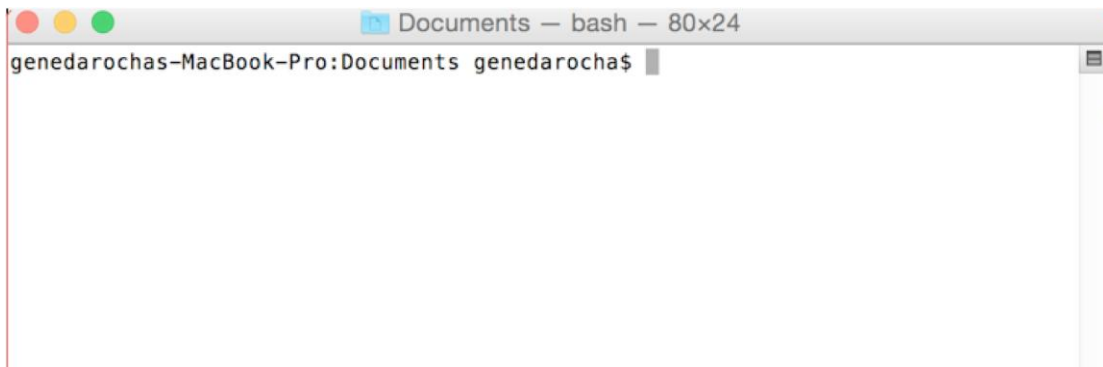 Documents — bash — 80×24
genedarochas-MacBook-Pro:Documents genedarocha$